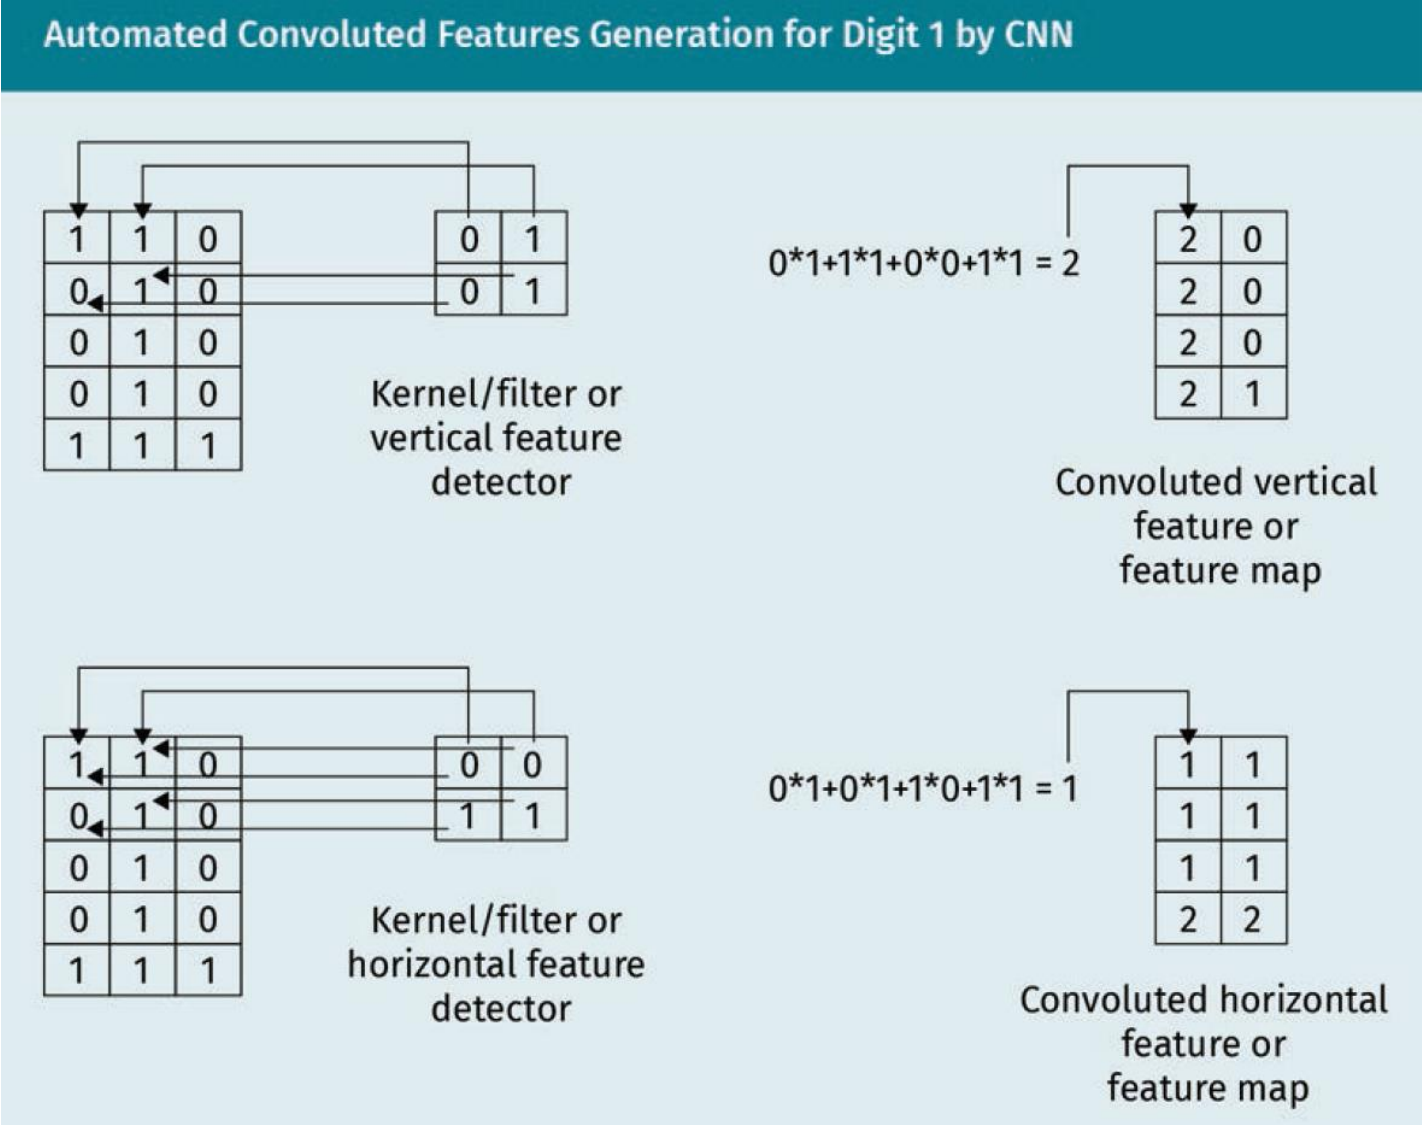 Automated Convoluted Features Generation for Digit 1 by CNN
1 1 0
0 1 0
0 1 0
0 1 0
1 1 1
0 1
0 1
Kernel/filter or
vertical feature
detector
0*1+1*1+0*0+1*1 = 2
2 0
2 0
2 0
2 1
Convoluted vertical
feature or
feature map
1 1 0
0 1 0
0 1 0
0 1 0
1 1 1
0 0
1 1
Kernel/filter or
horizontal feature
detector
0*1+0*1+1*0+1*1 = 1
1 1
1 1
1 1
2 2
Convoluted horizontal
feature or
feature map